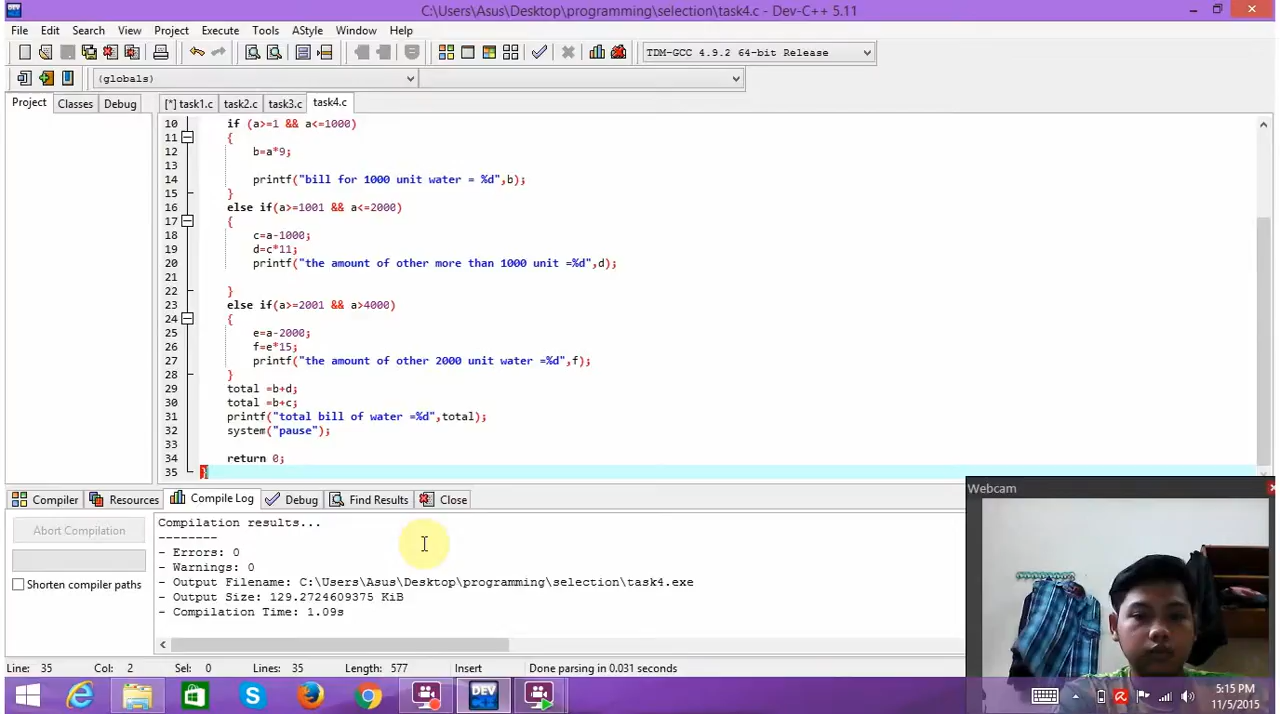 C:\Users\Asus\Desktop\programming\selection\task4.c - Dev-C++ 5.11
File Edit Search View Project Execute Tools AStyle Window Help
TDM-GCC 4.9.2 64-bit Release
(globals)
Project Classes Debug [*] task1.c task2.c task3.c task4.c
10 if (a>=1 && a<=1000)
11 {
12 b=a*9;
13
14 printf("bill for 1000 unit water = %d",b);
15 }
16 else if(a>=1001 && a<=2000)
17 {
18 c=a-1000;
19 d=c*11;
20 printf("the amount of other more than 1000 unit =%d",d);
21
22 }
23 else if(a>=2001 && a>4000)
24 {
25 e=a-2000;
26 f=e*15;
27 printf("the amount of other 2000 unit water =%d",f);
28 }
29 total =b+d;
30 total =b+c;
31 printf("total bill of water =%d",total);
32 system("pause");
33
34 return 0;
35 }
Compiler Resources Compile Log Debug Find Results Close
Webcam
Abort Compilation
Shorten compiler paths
Compilation results...
--------
- Errors: 0
- Warnings: 0
- Output Filename: C:\Users\Asus\Desktop\programming\selection\task4.exe
- Output Size: 129.2724609375 KiB
- Compilation Time: 1.09s
Line: 35 Col: 2 Sel: 0 Lines: 35 Length: 577 Insert Done parsing in 0.031 seconds
DEV
5:15 PM
11/5/2015